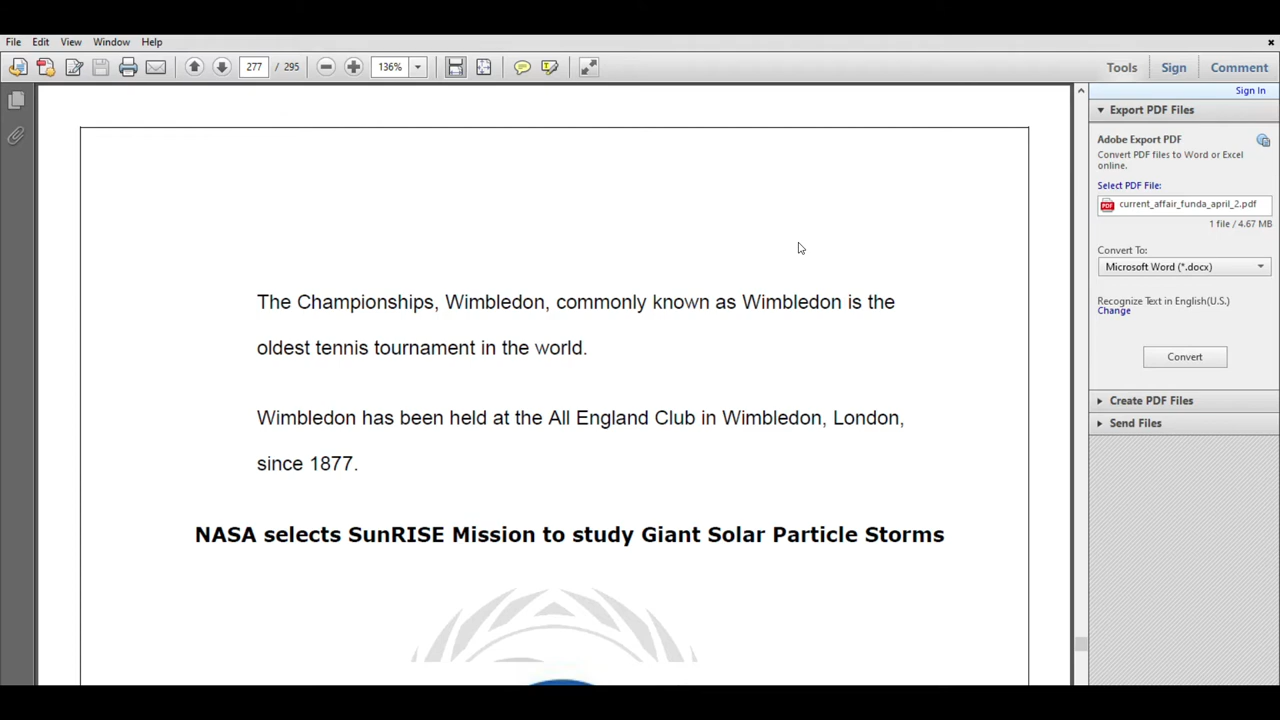 File Edit View Window Help
277 / 295 136% Tools Sign Comment
Sign In
Export PDF Files
Adobe Export PDF
Convert PDF files to Word or Excel
online.
Select PDF File:
current_affair_funda_april_2.pdf
1 file / 4.67 MB
Convert To:
Microsoft Word (*.docx)
Recognize Text in English(U.S.)
Change
Convert
Create PDF Files
Send Files
The Championships, Wimbledon, commonly known as Wimbledon is the
oldest tennis tournament in the world.
Wimbledon has been held at the All England Club in Wimbledon, London,
since 1877.
NASA selects SunRISE Mission to study Giant Solar Particle Storms